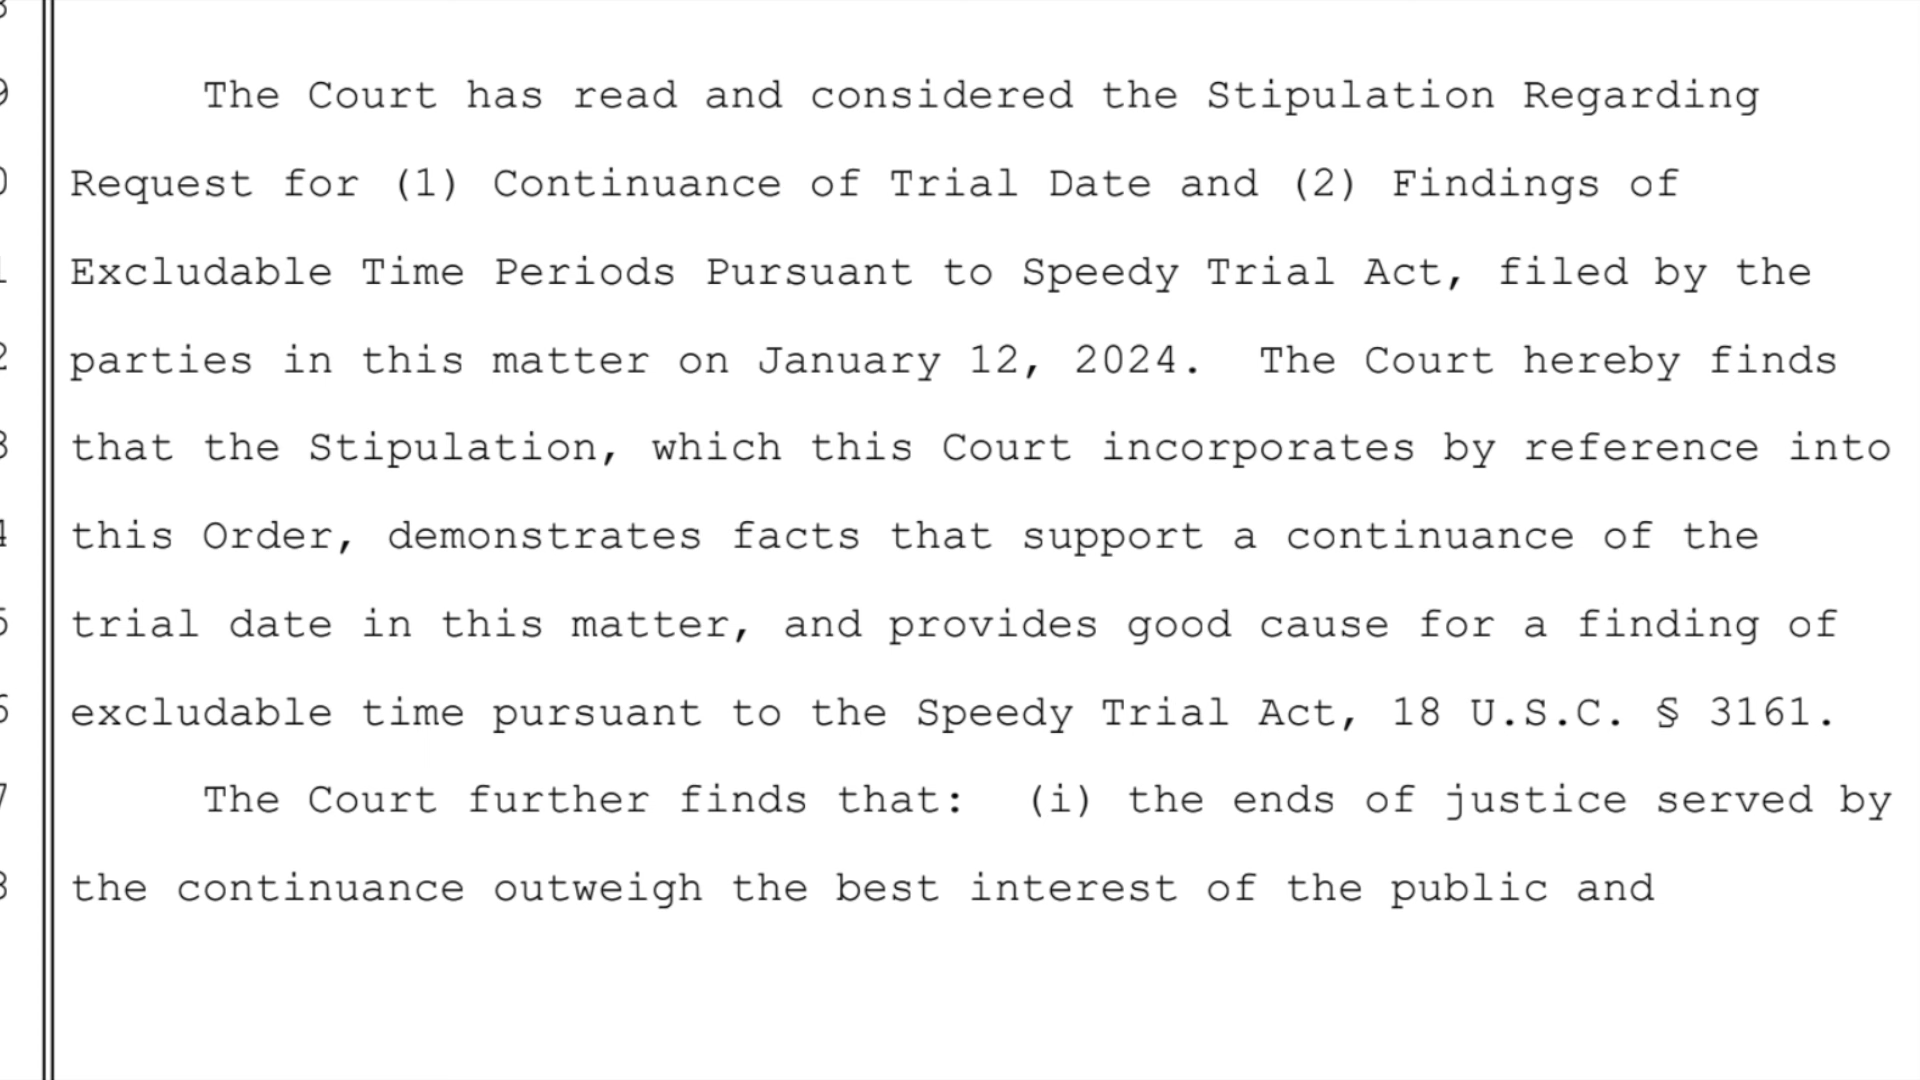 The Court has read and considered the Stipulation Regarding
Request for (1) Continuance of Trial Date and (2) Findings of
Excludable Time Periods Pursuant to Speedy Trial Act, filed by the
parties in this matter on January 12, 2024.  The Court hereby finds
that the Stipulation, which this Court incorporates by reference into
this Order, demonstrates facts that support a continuance of the
trial date in this matter, and provides good cause for a finding of
excludable time pursuant to the Speedy Trial Act, 18 U.S.C. § 3161.
The Court further finds that:  (i) the ends of justice served by
the continuance outweigh the best interest of the public and